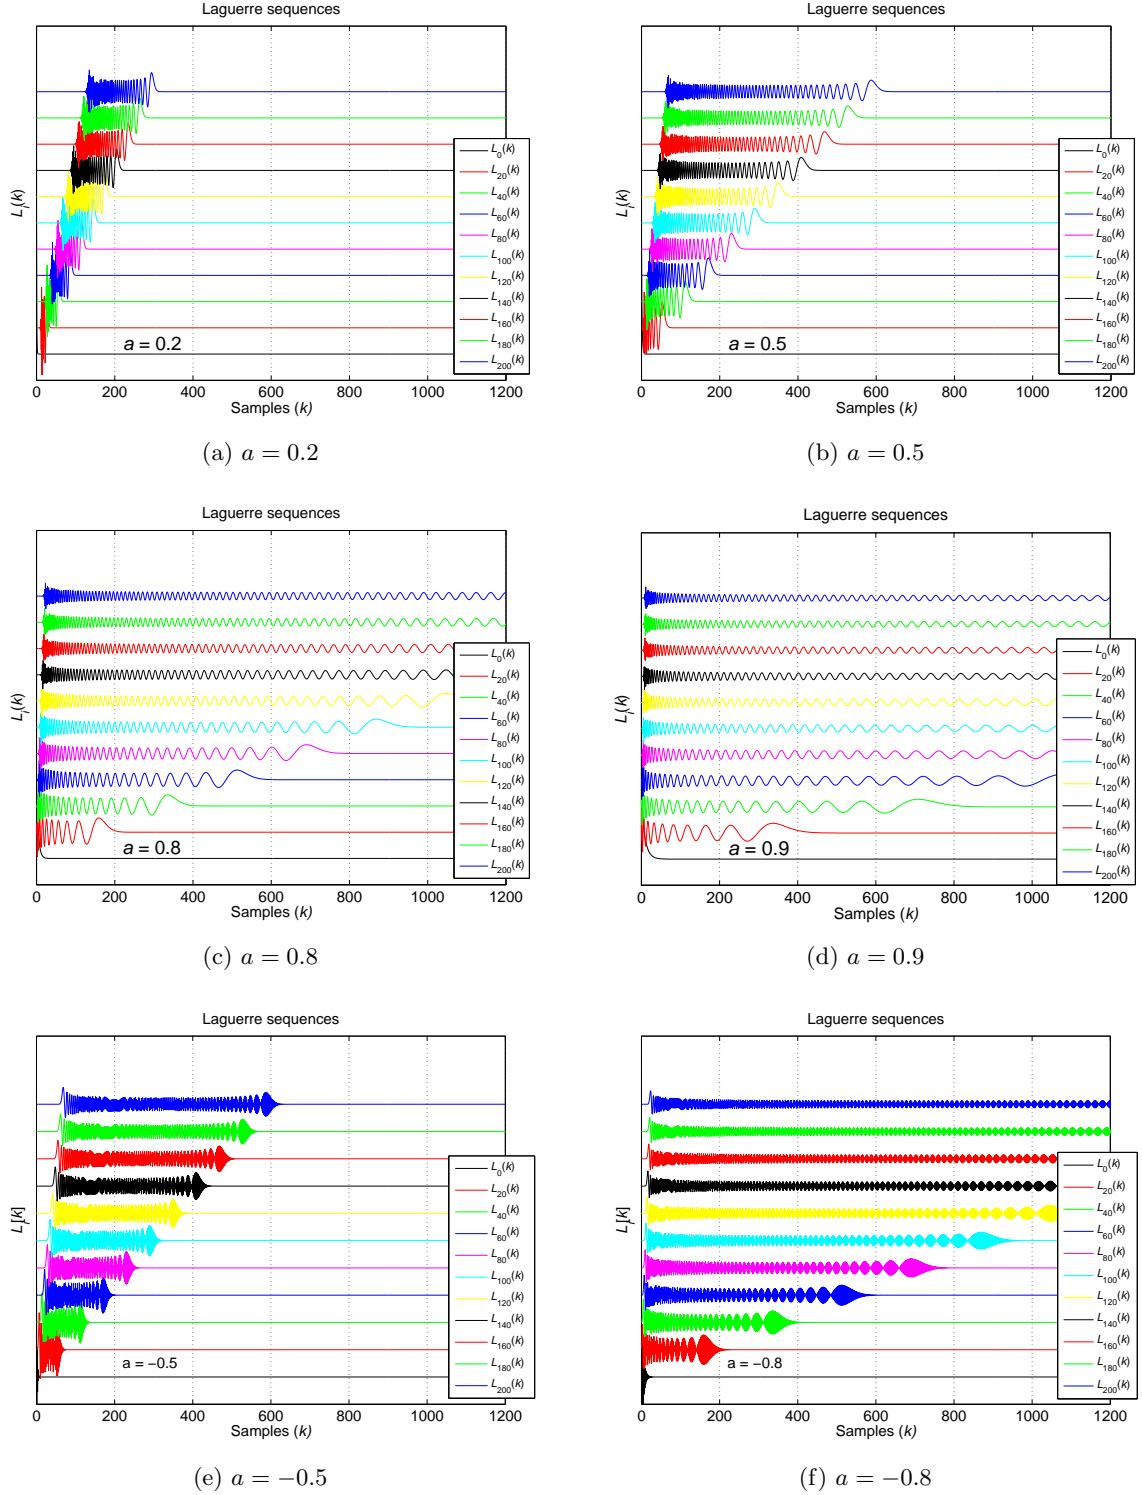 Laguerre sequences
L_i(k)
L_0(k)
L_20(k)
L_40(k)
L_60(k)
L_80(k)
L_100(k)
L_120(k)
L_140(k)
L_160(k)
L_180(k)
L_200(k)
a = 0.2
0 200 400 600 800 1000 1200
Samples (k)
(a) a = 0.2
Laguerre sequences
L_i(k)
L_0(k)
L_20(k)
L_40(k)
L_60(k)
L_80(k)
L_100(k)
L_120(k)
L_140(k)
L_160(k)
L_180(k)
L_200(k)
a = 0.5
0 200 400 600 800 1000 1200
Samples (k)
(b) a = 0.5
Laguerre sequences
L_i(k)
L_0(k)
L_20(k)
L_40(k)
L_60(k)
L_80(k)
L_100(k)
L_120(k)
L_140(k)
L_160(k)
L_180(k)
L_200(k)
a = 0.8
0 200 400 600 800 1000 1200
Samples (k)
(c) a = 0.8
Laguerre sequences
L_i(k)
L_0(k)
L_20(k)
L_40(k)
L_60(k)
L_80(k)
L_100(k)
L_120(k)
L_140(k)
L_160(k)
L_180(k)
L_200(k)
a = 0.9
0 200 400 600 800 1000 1200
Samples (k)
(d) a = 0.9
Laguerre sequences
L_i[k]
L_0(k)
L_20(k)
L_40(k)
L_60(k)
L_80(k)
L_100(k)
L_120(k)
L_140(k)
L_160(k)
L_180(k)
L_200(k)
a = −0.5
0 200 400 600 800 1000 1200
Samples (k)
(e) a = −0.5
Laguerre sequences
L_i[k]
L_0(k)
L_20(k)
L_40(k)
L_60(k)
L_80(k)
L_100(k)
L_120(k)
L_140(k)
L_160(k)
L_180(k)
L_200(k)
a = −0.8
0 200 400 600 800 1000 1200
Samples (k)
(f) a = −0.8